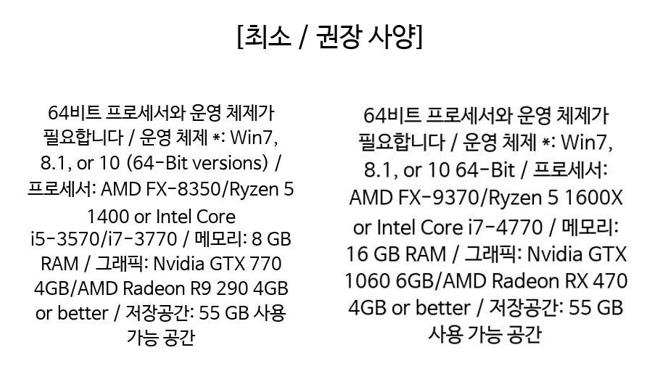 [최소 / 권장 사양]
64비트 프로세서와 운영 체제가
필요합니다 / 운영 체제 *: Win7,
8.1, or 10 (64-Bit versions) /
프로세서: AMD FX-8350/Ryzen 5
1400 or Intel Core
i5-3570/i7-3770 / 메모리: 8 GB
RAM / 그래픽: Nvidia GTX 770
4GB/AMD Radeon R9 290 4GB
or better / 저장공간: 55 GB 사용
가능 공간
64비트 프로세서와 운영 체제가
필요합니다 / 운영 체제 *: Win7,
8.1, or 10 64-Bit / 프로세서:
AMD FX-9370/Ryzen 5 1600X
or Intel Core i7-4770 / 메모리:
16 GB RAM / 그래픽: Nvidia GTX
1060 6GB/AMD Radeon RX 470
4GB or better / 저장공간: 55 GB
사용 가능 공간